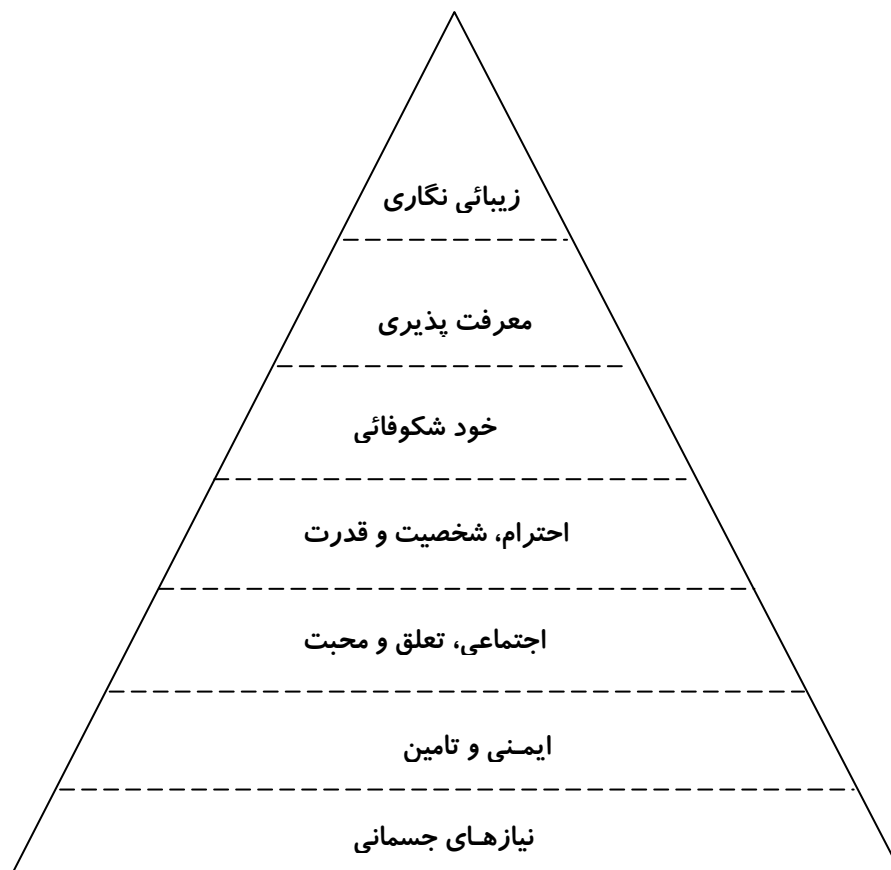 زیبائی نگاری
معرفت پذیری
خود شکوفائی
احترام، شخصیت و قدرت
اجتماعی، تعلق و محبت
ایمـنی و تامین
نیازهـای جسمانی